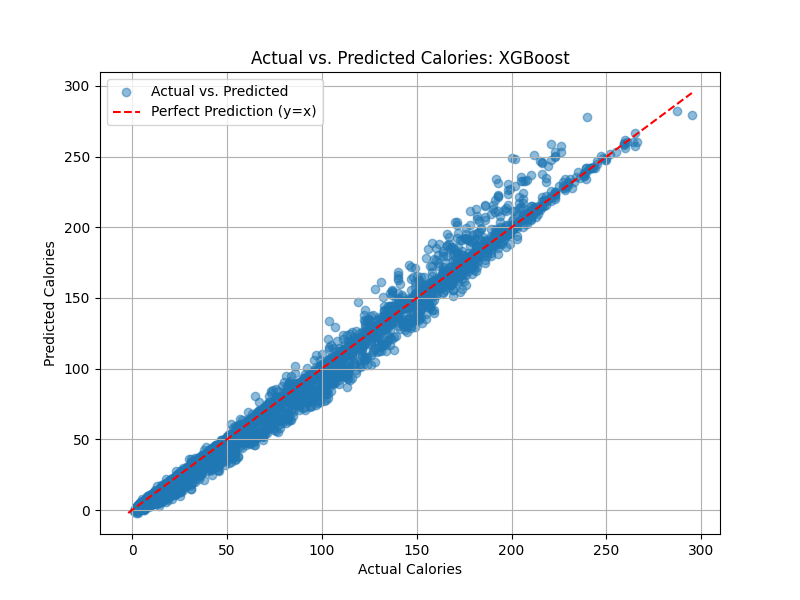 Actual vs. Predicted Calories: XGBoost
Actual vs. Predicted
Perfect Prediction (y=x)
Predicted Calories
300
250
200
150
100
50
0
0 50 100 150 200 250 300
Actual Calories